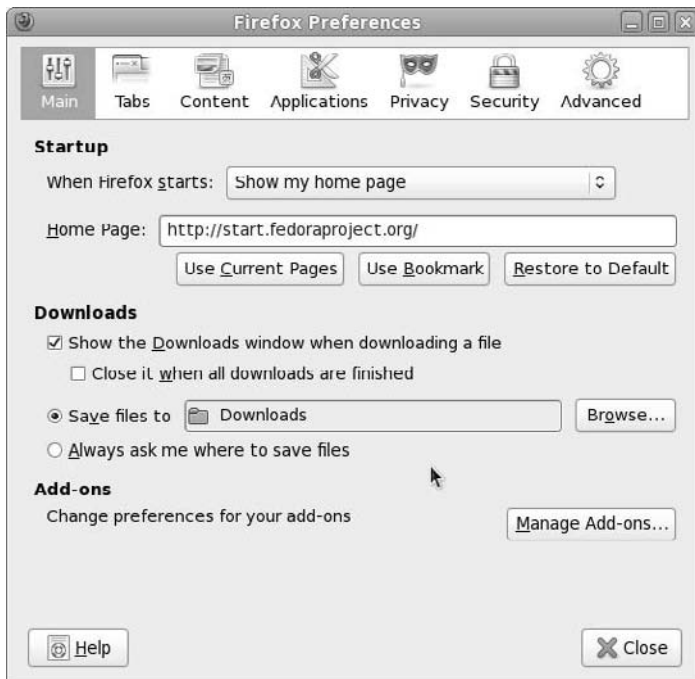 Firefox Preferences
Main Tabs Content Applications Privacy Security Advanced
Startup
When Firefox starts: Show my home page
Home Page: http://start.fedoraproject.org/
Use Current Pages Use Bookmark Restore to Default
Downloads
Show the Downloads window when downloading a file
Close it when all downloads are finished
Save files to Downloads Browse...
Always ask me where to save files
Add-ons
Change preferences for your add-ons
Manage Add-ons...
Help Close